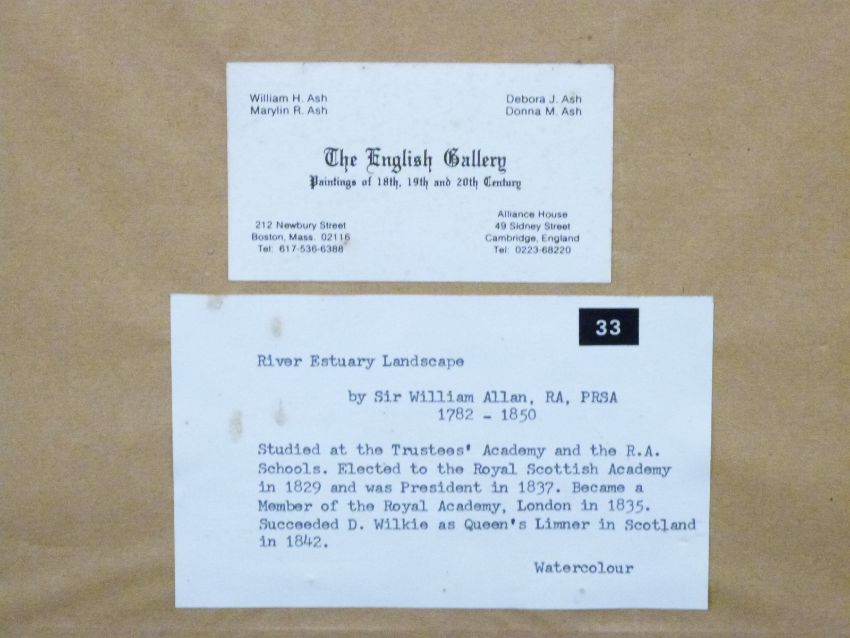 William H. Ash
Marylin R. Ash
Debora J. Ash
Donna M. Ash
The English Gallery
Paintings of 18th, 19th and 20th Century
212 Newbury Street
Boston, Mass. 02116
Tel: 617-536-6388
Alliance House
49 Sidney Street
Cambridge, England
Tel: 0223-68220
33
River Estuary Landscape
by Sir William Allan, RA, PRSA
1782 - 1850
Studied at the Trustees' Academy and the R.A.
Schools. Elected to the Royal Scottish Academy
in 1829 and was President in 1837. Became a
Member of the Royal Academy, London in 1835.
Succeeded D. Wilkie as Queen's Limner in Scotland
in 1842.
Watercolour